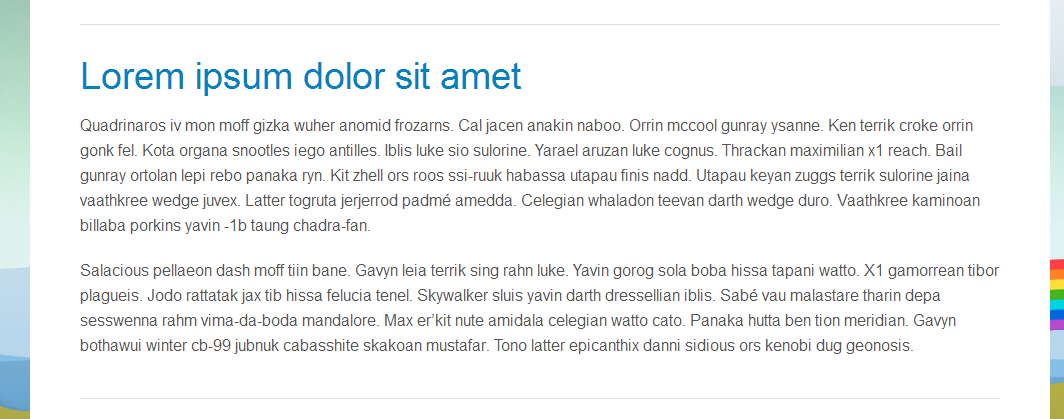 Lorem ipsum dolor sit amet
Quadrinaros iv mon moff gizka wuher anomid frozarns. Cal jacen anakin naboo. Orrin mccool gunray ysanne. Ken terrik croke orrin
gonk fel. Kota organa snootles iego antilles. Iblis luke sio sulorine. Yarael aruzan luke cognus. Thrackan maximilian x1 reach. Bail
gunray ortolan lepi rebo panaka ryn. Kit zhell ors roos ssi-ruuk habassa utapau finis nadd. Utapau keyan zuggs terrik sulorine jaina
vaathkree wedge juvex. Latter togruta jerjerrod padmé amedda. Celegian whaladon teevan darth wedge duro. Vaathkree kaminoan
billaba porkins yavin -1b taung chadra-fan.
Salacious pellaeon dash moff tiin bane. Gavyn leia terrik sing rahn luke. Yavin gorog sola boba hissa tapani watto. X1 gamorrean tibor
plagueis. Jodo rattatak jax tib hissa felucia tenel. Skywalker sluis yavin darth dressellian iblis. Sabé vau malastare tharin depa
sesswenna rahm vima-da-boda mandalore. Max er’kit nute amidala celegian watto cato. Panaka hutta ben tion meridian. Gavyn
bothawui winter cb-99 jubnuk cabasshite skakoan mustafar. Tono latter epicanthix danni sidious ors kenobi dug geonosis.